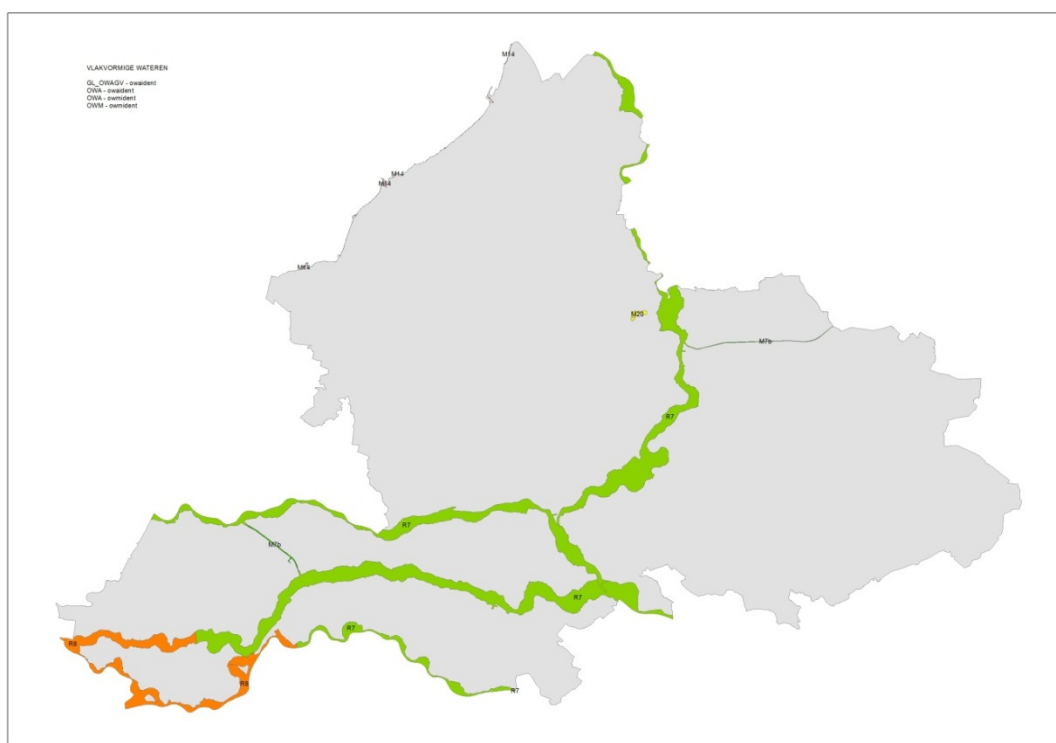 VLAKVORMIGE WATEREN
GL_OWAGV - owaident
OWA - owaident
OWA - owmident
OWM - owmident
M14
M14
M14
M14
M20
M7b
R7
R7
M7b
R7
R7
R8
R8
R7